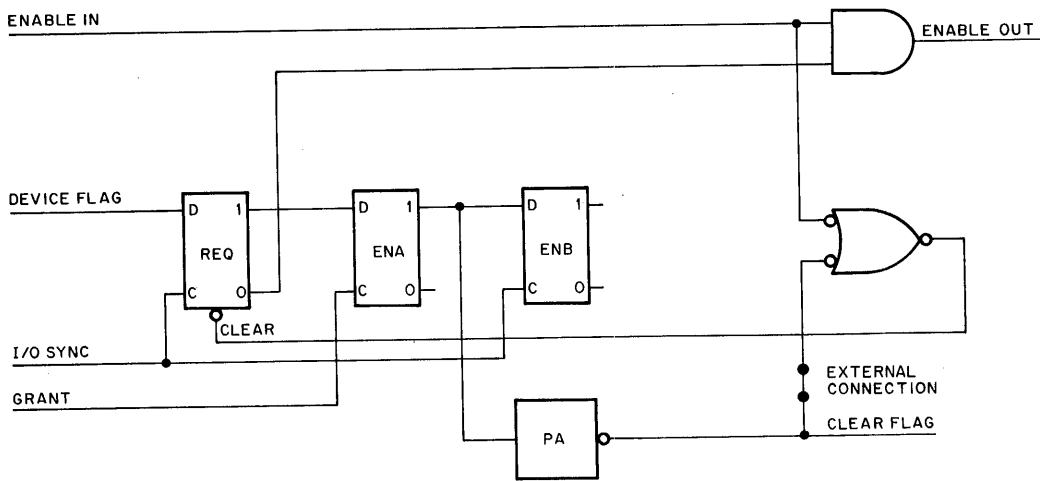 ENABLE IN
ENABLE OUT
DEVICE FLAG
D 1
REQ
C 0
CLEAR
D 1
ENA
C 0
D 1
ENB
C 0
I/O SYNC
GRANT
PA
EXTERNAL
CONNECTION
CLEAR FLAG